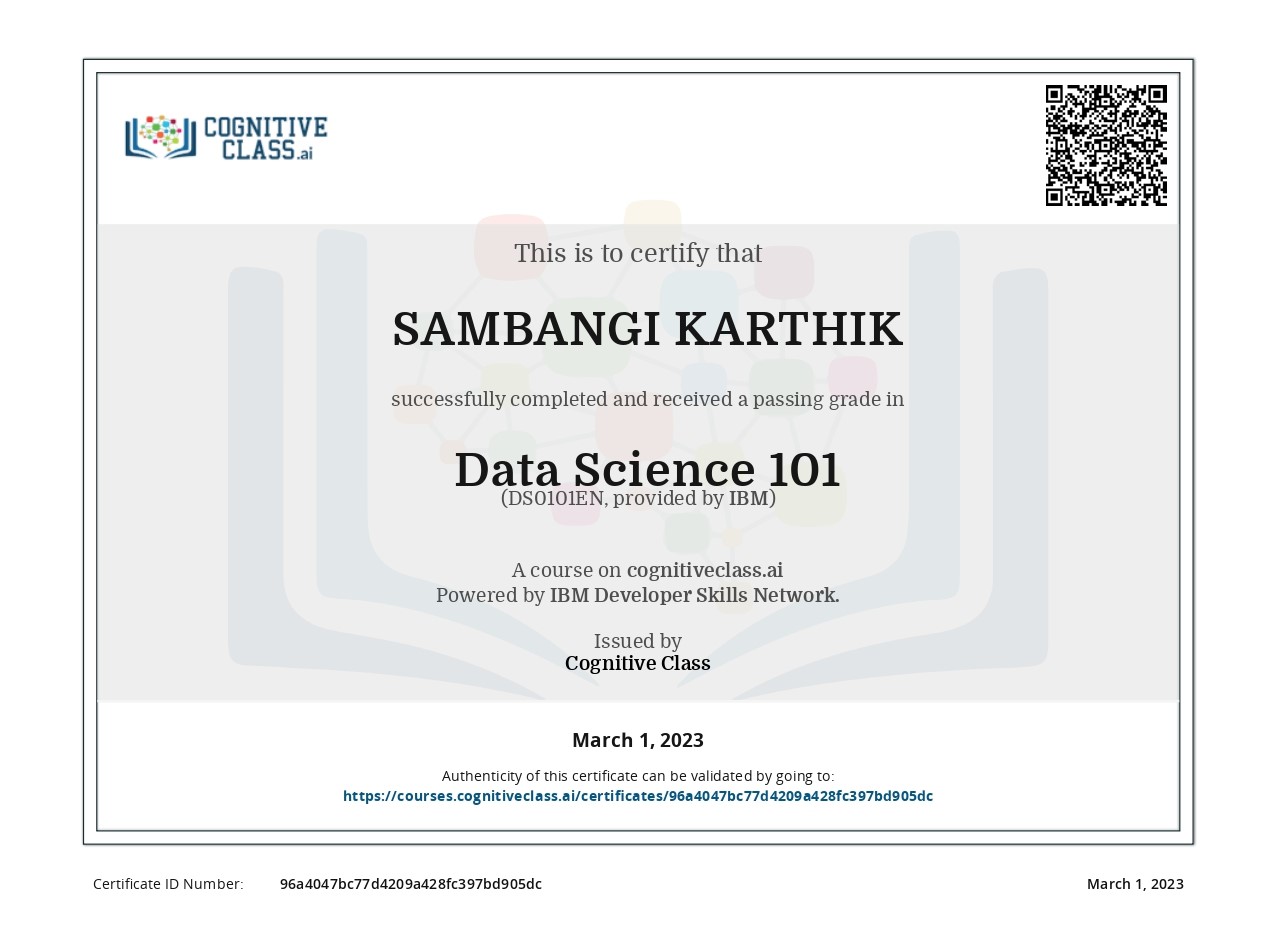 COGNITIVE
CLASS.ai
This is to certify that
SAMBANGI KARTHIK
successfully completed and received a passing grade in
Data Science 101
(DS0101EN, provided by IBM)
A course on cognitiveclass.ai
Powered by IBM Developer Skills Network.
Issued by
Cognitive Class
March 1, 2023
Authenticity of this certificate can be validated by going to:
https://courses.cognitiveclass.ai/certificates/96a4047bc77d4209a428fc397bd905dc
Certificate ID Number: 96a4047bc77d4209a428fc397bd905dc March 1, 2023